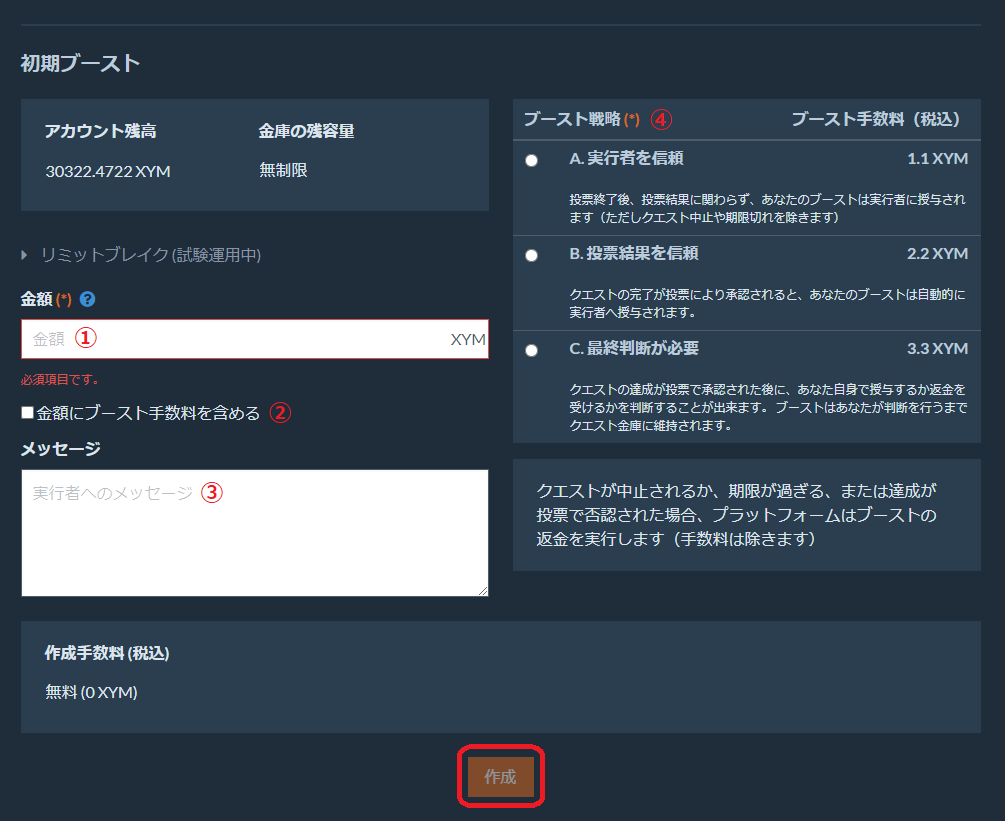 初期ブースト
アカウント残高
金庫の残容量
30322.4722 XYM
無制限
リミットブレイク(試験運用中)
金額(*) ?
金額 ①
XYM
必須項目です。
金額にブースト手数料を含める ②
メッセージ
実行者へのメッセージ ③
ブースト戦略(*) ④
ブースト手数料（税込）
A. 実行者を信頼
1.1 XYM
投票終了後、投票結果に関わらず、あなたのブーストは実行者に授与され
ます（ただしクエスト中止や期限切れを除きます）
B. 投票結果を信頼
2.2 XYM
クエストの完了が投票により承認されると、あなたのブーストは自動的に
実行者へ授与されます。
C. 最終判断が必要
3.3 XYM
クエストの達成が投票で承認された後に、あなた自身で授与するか返金を
受けるかを判断することが出来ます。ブーストはあなたが判断を行うまで
クエスト金庫に維持されます。
クエストが中止されるか、期限が過ぎる、または達成が
投票で否認された場合、プラットフォームはブーストの
返金を実行します（手数料は除きます）
作成手数料(税込)
無料 (0 XYM)
作成